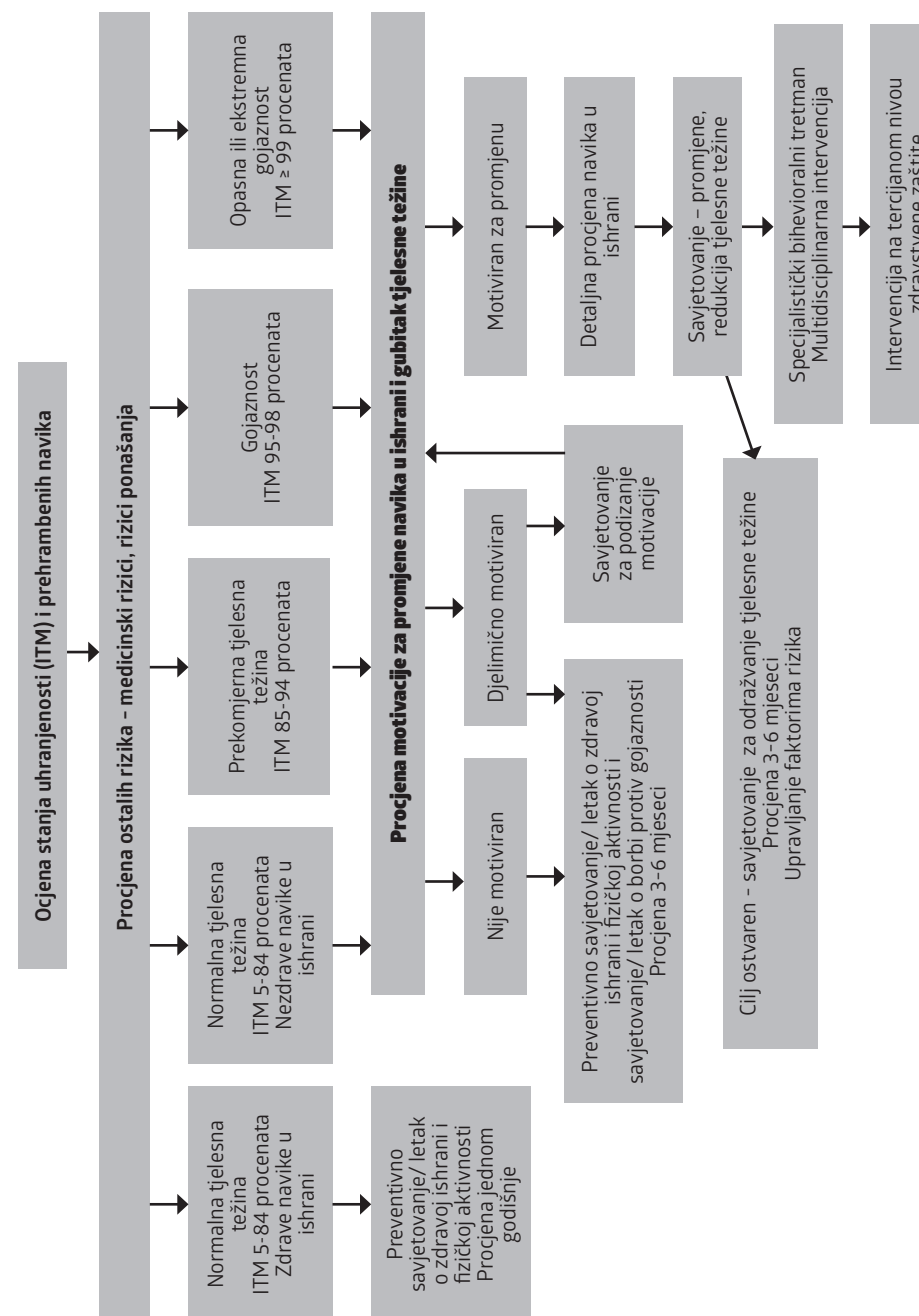 Ocjena stanja uhranjenosti (ITM) i prehrambenih navika
Procjena ostalih rizika – medicinski rizici, rizici ponašanja
Normalna tjelesna
težina
ITM 5-84 procenata
Zdrave navike u
ishrani
Normalna tjelesna
težina
ITM 5-84 procenata
Nezdrave navike u
ishrani
Prekomjerna tjelesna
težina
ITM 85-94 procenata
Gojaznost
ITM 95-98 procenata
Opasna ili ekstremna
gojaznost
ITM ≥ 99 procenata
Preventivno
savjetovanje/ letak
o zdravoj ishrani i
fizičkoj aktivnosti
Procjena jednom
godišnje
Procjena motivacije za promjene navika u ishrani i gubitak tjelesne težine
Nije motiviran
Djelimično motiviran
Motiviran za promjenu
Preventivno savjetovanje/ letak o zdravoj
ishrani i fizičkoj aktivnosti i
savjetovanje/ letak o borbi protiv gojaznosti
Procjena 3–6 mjeseci
Savjetovanje
za podizanje
motivacije
Detaljna procjena navika u
ishrani
Savjetovanje – promjene,
redukcija tjelesne težine
Cilj ostvaren - savjetovanje za odražvanje tjelesne težine
Procjena 3–6 mjeseci
Upravljanje faktorima rizika
Specijalistički bihevioralni tretman
Multidisciplinarna intervencija
Intervencija na tercijanom nivou
zdravstvene zaštite